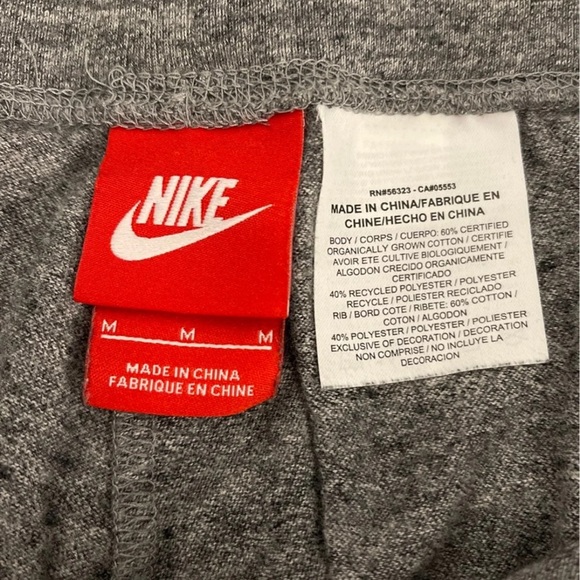 NIKE
M M M
MADE IN CHINA
FABRIQUE EN CHINE
RN#56323 - CA#05553
MADE IN CHINA/FABRIQUE EN
CHINE/HECHO EN CHINA
BODY / CORPS / CUERPO: 60% CERTIFIED
ORGANICALLY GROWN COTTON / CERTIFIE
AVOIR ETE CULTIVE BIOLOGIQUEMENT /
ALGODON CRECIDO ORGANICAMENTE
CERTIFICADO
40% RECYCLED POLYESTER / POLYESTER
RECYCLE / POLIESTER RECICLADO
RIB / BORD COTE / RIBETE: 60% COTTON /
COTON / ALGODON
40% POLYESTER / POLYESTER / POLIESTER
EXCLUSIVE OF DECORATION / DECORATION
NON COMPRISE / NO INCLUYE LA
DECORACION